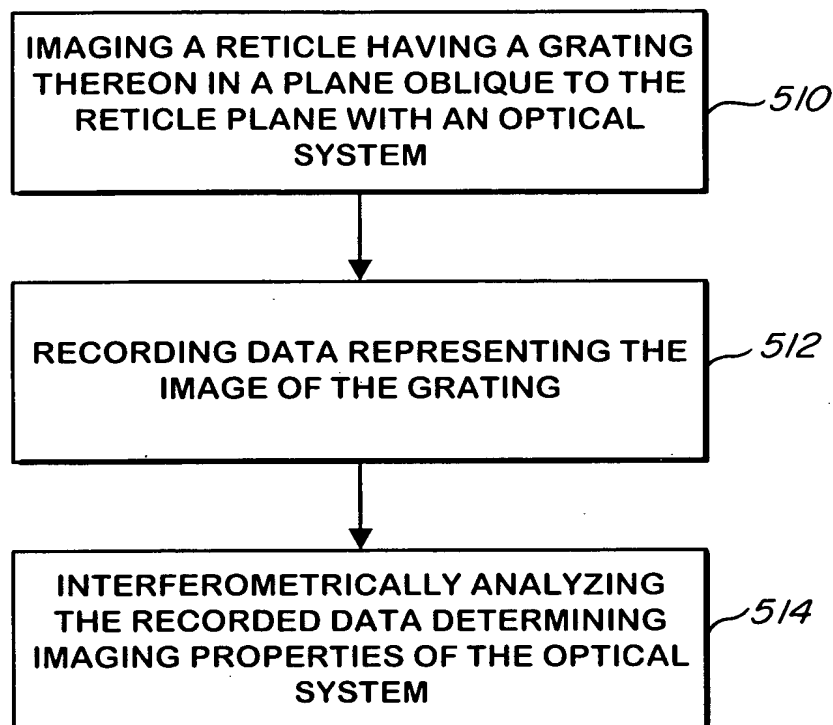 IMAGING A RETICLE HAVING A GRATING
THEREON IN A PLANE OBLIQUE TO THE
RETICLE PLANE WITH AN OPTICAL
SYSTEM
510
RECORDING DATA REPRESENTING THE
IMAGE OF THE GRATING
512
INTERFEROMETRICALLY ANALYZING
THE RECORDED DATA DETERMINING
IMAGING PROPERTIES OF THE OPTICAL
SYSTEM
514